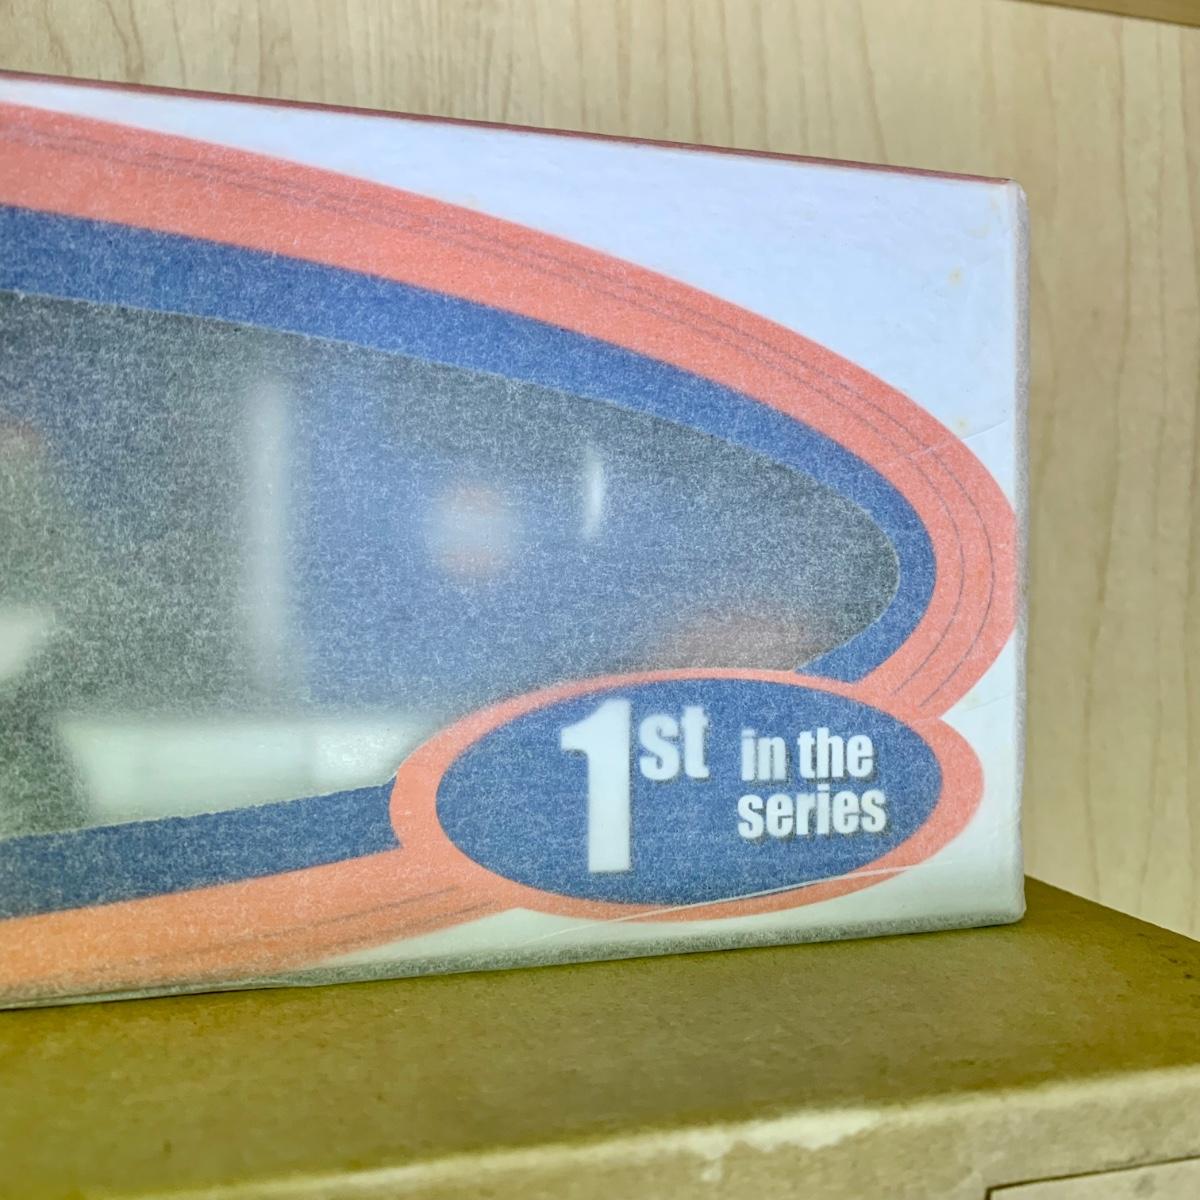 1st in the
series